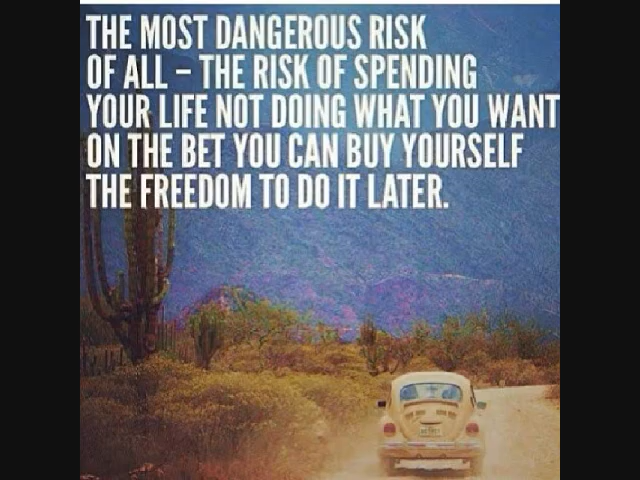 THE MOST DANGEROUS RISK
OF ALL – THE RISK OF SPENDING
YOUR LIFE NOT DOING WHAT YOU WANT
ON THE BET YOU CAN BUY YOURSELF
THE FREEDOM TO DO IT LATER.